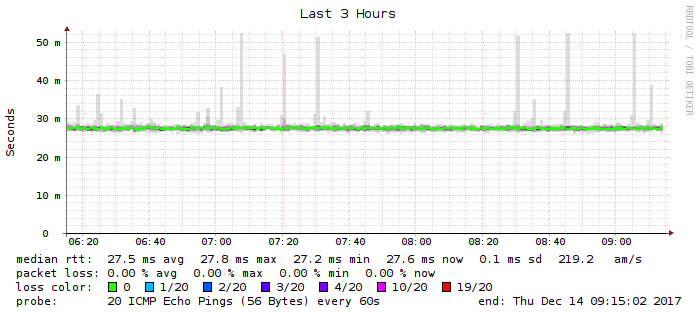 Last 3 Hours
RRDTOOL / TOBI OETIKER
Seconds
50 m
40 m
30 m
20 m
10 m
0
06:20 06:40 07:00 07:20 07:40 08:00 08:20 08:40 09:00
median rtt: 27.5 ms avg 27.8 ms max 27.2 ms min 27.6 ms now 0.1 ms sd 219.2 am/s
packet loss: 0.00 % avg 0.00 % max 0.00 % min 0.00 % now
loss color: 0 1/20 2/20 3/20 4/20 10/20 19/20
probe: 20 ICMP Echo Pings (56 Bytes) every 60s end: Thu Dec 14 09:15:02 2017